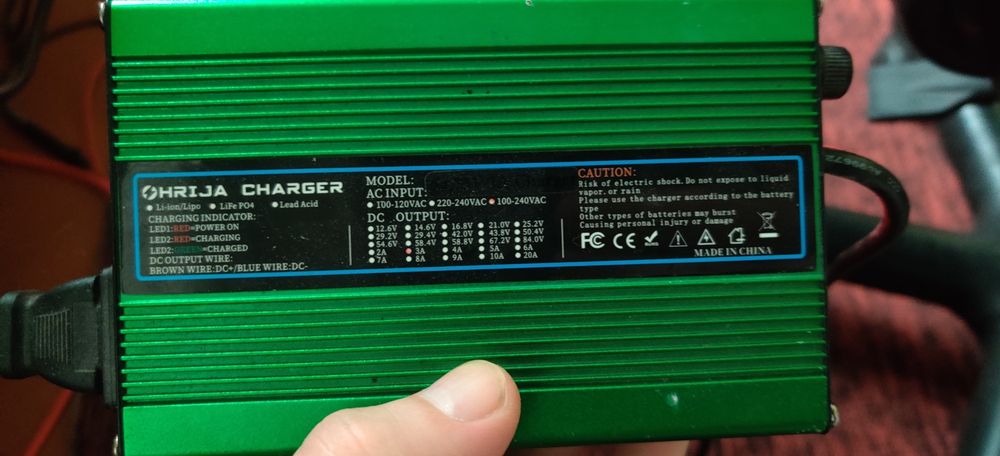 OHRIJA CHARGER
Li-ion/Lipo LiFe PO4 Lead Acid
CHARGING INDICATOR:
LED1:RED=POWER ON
LED2:RED=CHARGING
LED2:GREEN=CHARGED
DC OUTPUT WIRE:
BROWN WIRE:DC+/BLUE WIRE:DC-
MODEL:
AC INPUT:
100-120VAC 220-240VAC 100-240VAC
DC OUTPUT:
12.6V 14.6V 16.8V 21.0V 25.2V
29.2V 29.4V 42.0V 43.8V 50.4V
54.6V 58.4V 58.8V 67.2V 84.0V
2A 3A 4A 5A 6A
7A 8A 9A 10A 20A
CAUTION:
Risk of electric shock. Do not expose to liquid
vapor. or rain
Please use the charger according to the battery
type
Other types of batteries may burst
Causing personal injury or damage
FC CE
MADE IN CHINA